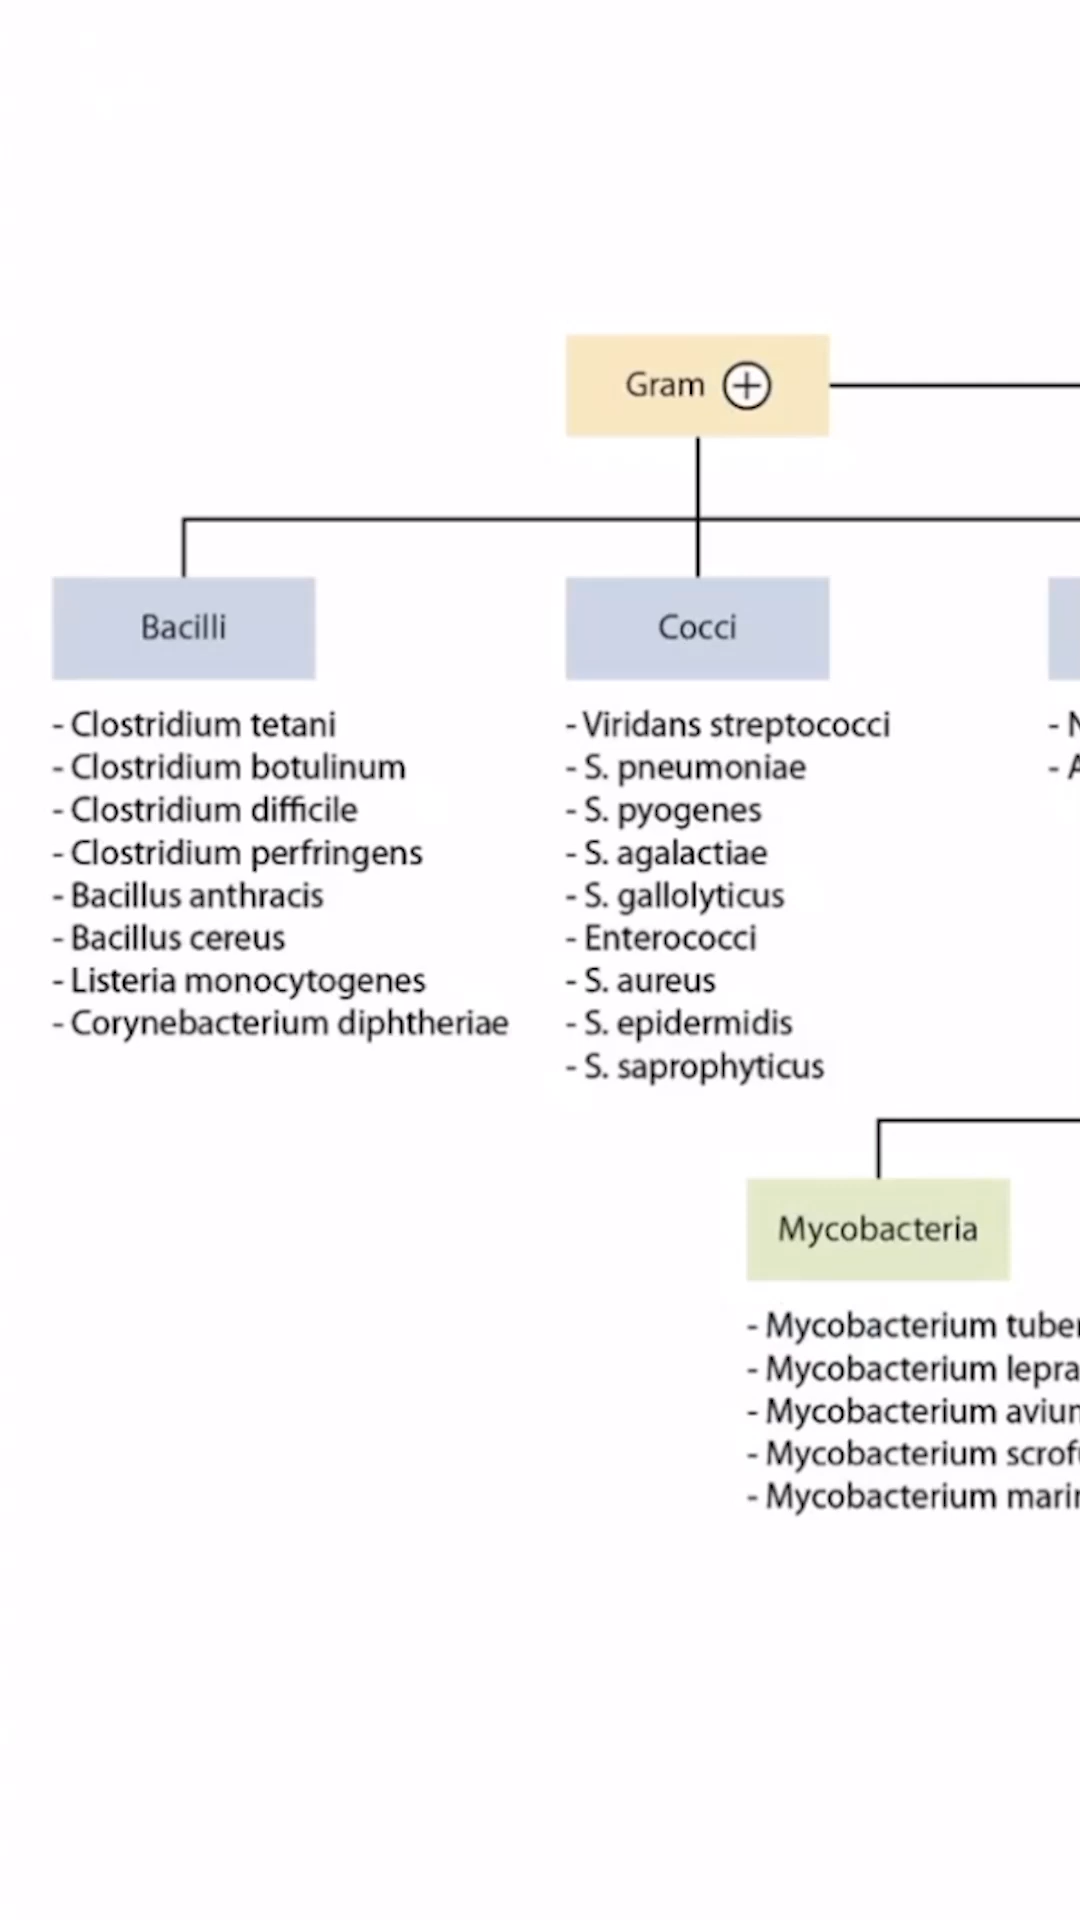 Gram +
Bacilli
- Clostridium tetani
- Clostridium botulinum
- Clostridium difficile
- Clostridium perfringens
- Bacillus anthracis
- Bacillus cereus
- Listeria monocytogenes
- Corynebacterium diphtheriae
Cocci
- Viridans streptococci
- S. pneumoniae
- S. pyogenes
- S. agalactiae
- S. gallolyticus
- Enterococci
- S. aureus
- S. epidermidis
- S. saprophyticus
Mycobacteria
- Mycobacterium
- Mycobacterium
- Mycobacterium
- Mycobacterium
- Mycobacterium